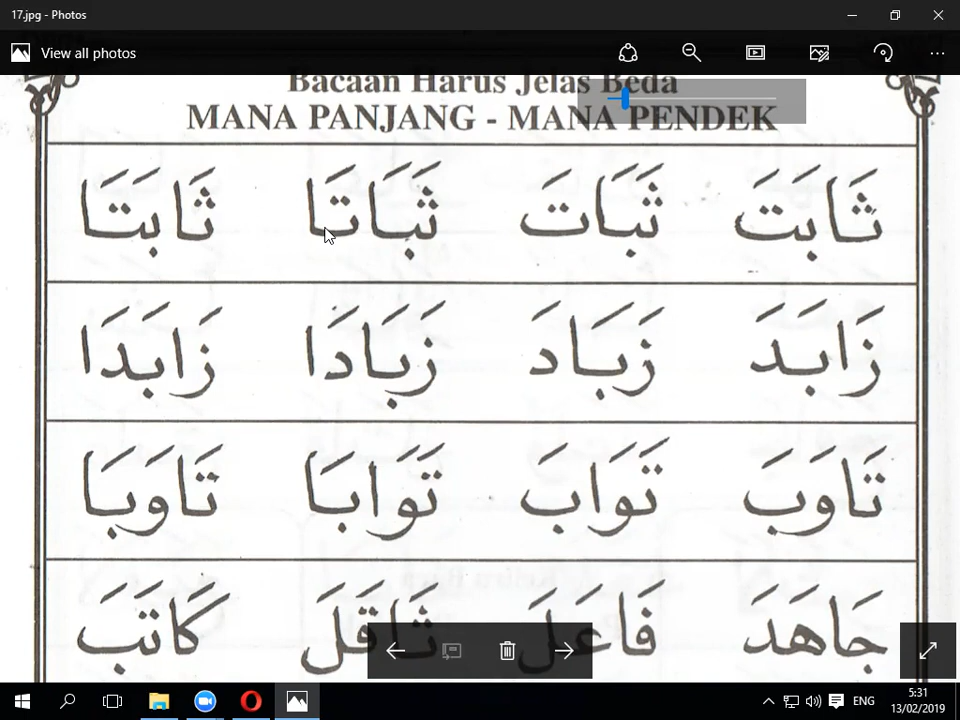 17.jpg - Photos
View all photos
Bacaan Harus Jelas Beda
MANA PANJANG - MANA PENDEK
ثَابَتَ ثَبَاتَ ثَبَاتَا ثَابَتَا
زَابَدَ زَبَادَ زَبَادَا زَابَدَا
تَاوَبَ تَوَابَ تَوَابَا تَاوَبَا
جَاهَدَ فَاعَلَ ثَاقَلَ كَاتَبَ
ENG
5:31
13/02/2019